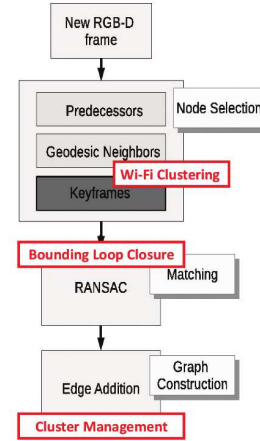 New RGB-D
frame
Predecessors
Node Selection
Geodesic Neighbors
Wi-Fi Clustering
Keyframes
Bounding Loop Closure
Matching
RANSAC
Graph
Construction
Edge Addition
Cluster Management